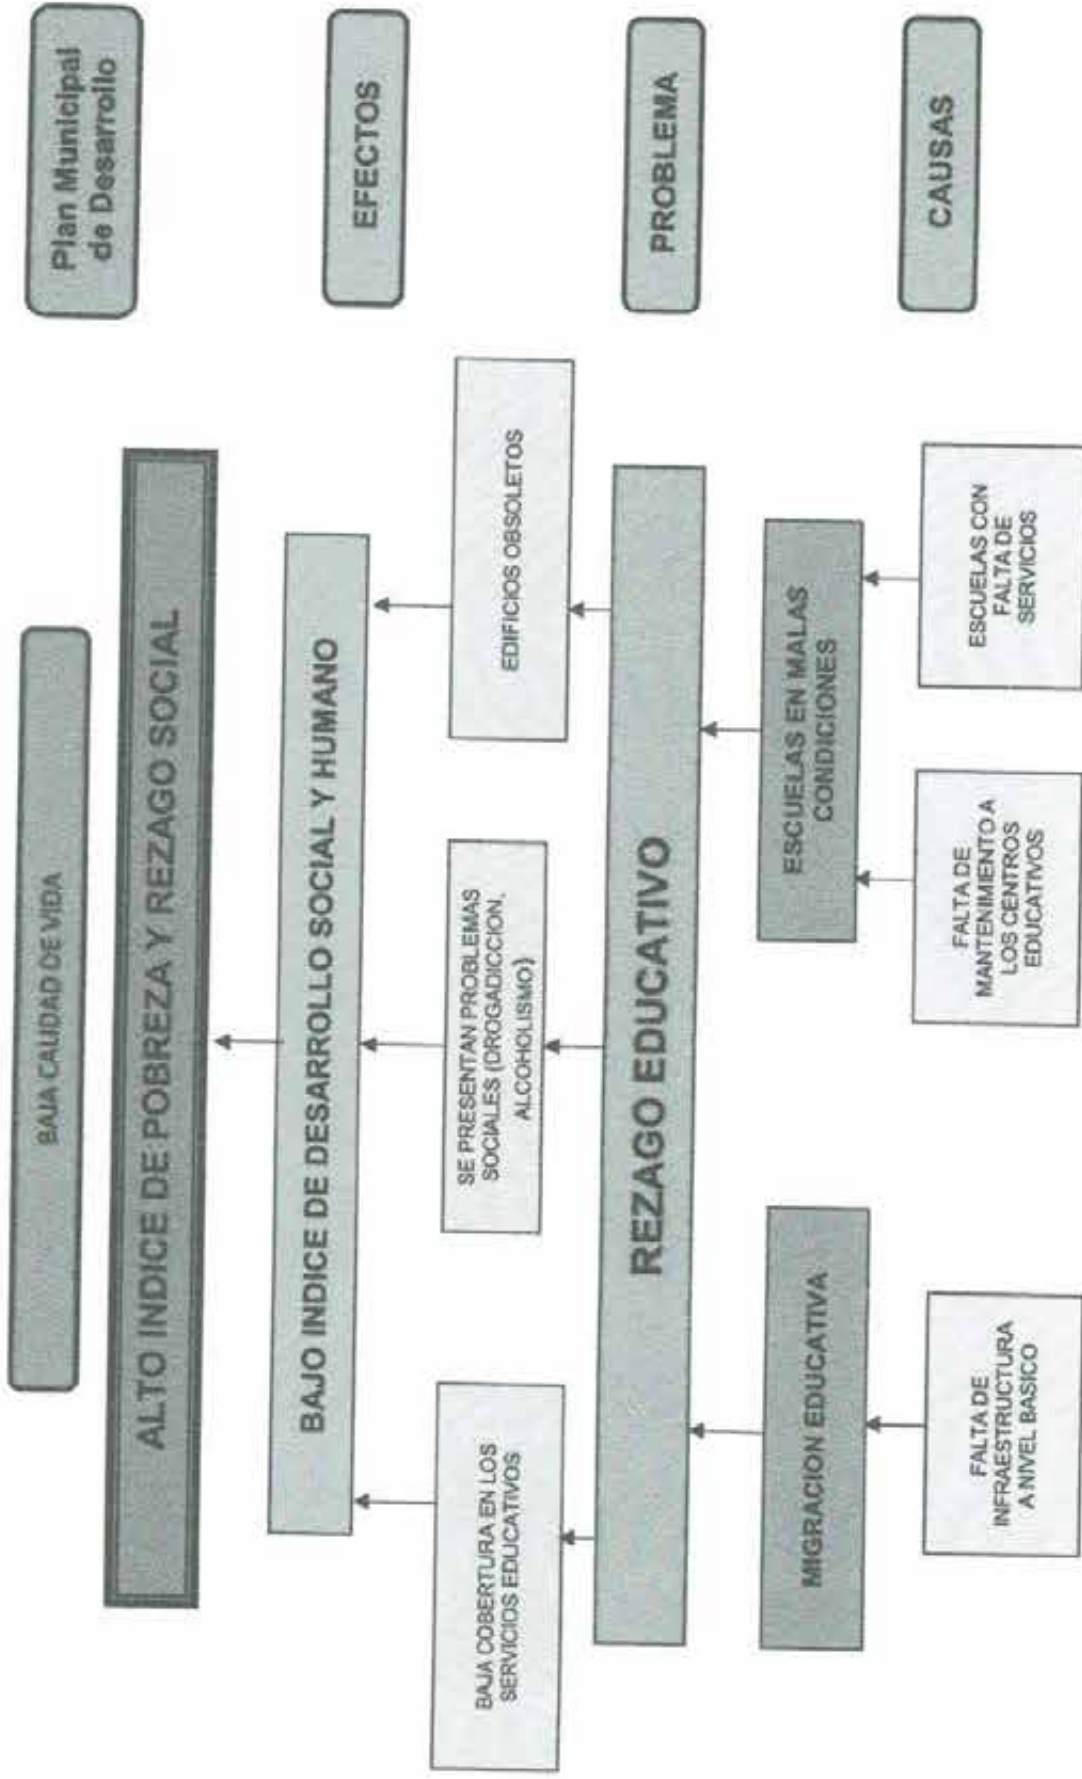 BAJA CALIDAD DE VIDA
Plan Municipal
de Desarrollo
ALTO INDICE DE POBREZA Y REZAGO SOCIAL
BAJO INDICE DE DESARROLLO SOCIAL Y HUMANO
EFECTOS
BAJA COBERTURA EN LOS
SERVICIOS EDUCATIVOS
SE PRESENTAN PROBLEMAS
SOCIALES (DROGADICCION,
ALCOHOLISMO)
EDIFICIOS OBSOLETOS
REZAGO EDUCATIVO
PROBLEMA
MIGRACION EDUCATIVA
ESCUELAS EN MALAS
CONDICIONES
CAUSAS
FALTA DE
INFRAESTRUCTURA
A NIVEL BASICO
FALTA DE
MANTENIMIENTO A
LOS CENTROS
EDUCATIVOS
ESCUELAS CON
FALTA DE
SERVICIOS